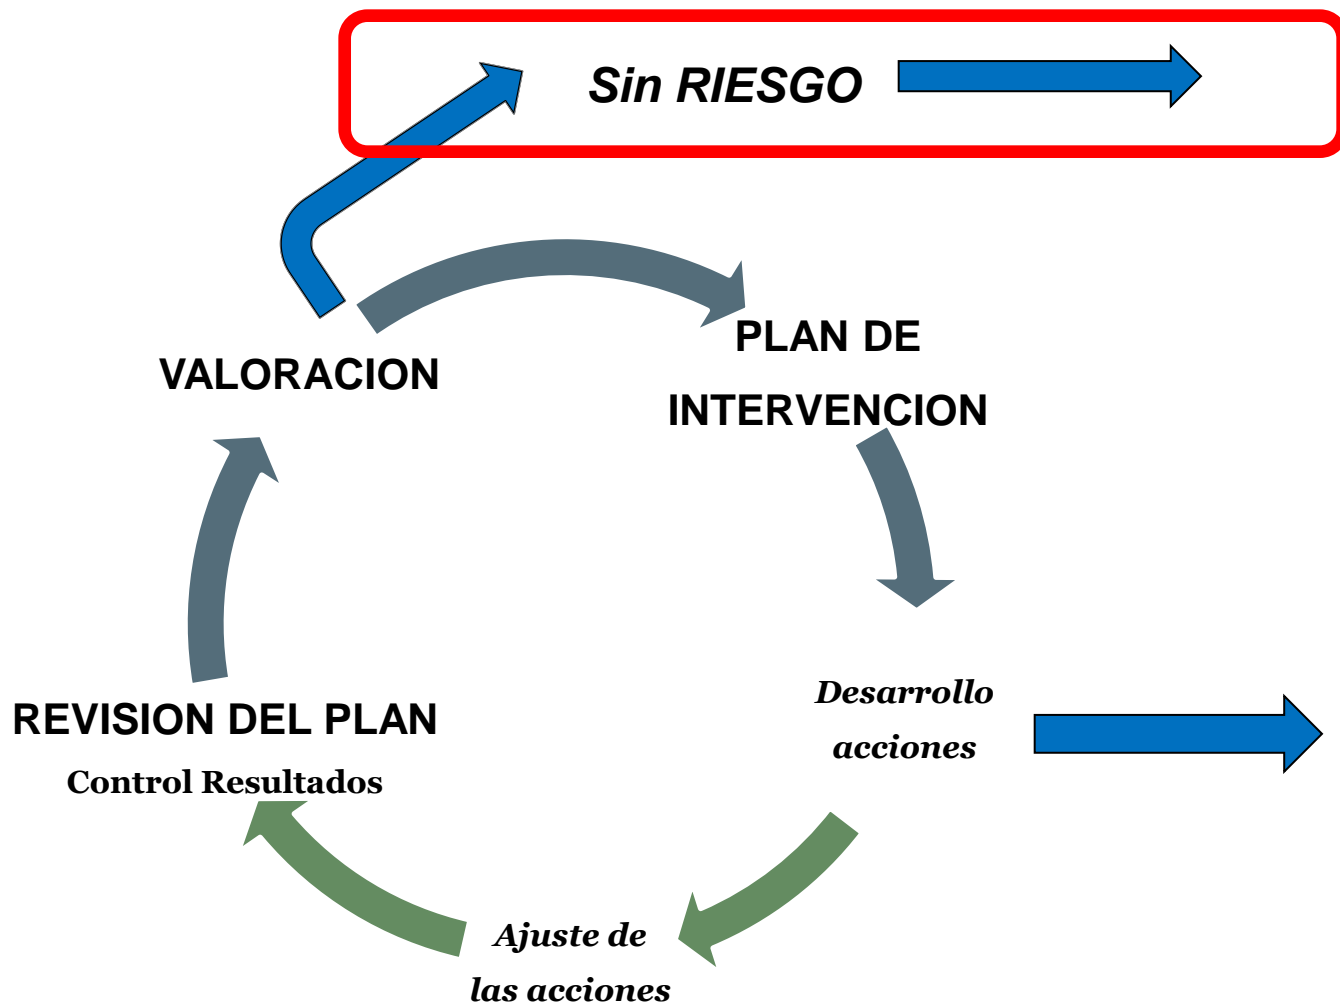 Sin RIESGO
VALORACION
PLAN DE
INTERVENCION
Desarrollo
acciones
Ajuste de
las acciones
REVISION DEL PLAN
Control Resultados